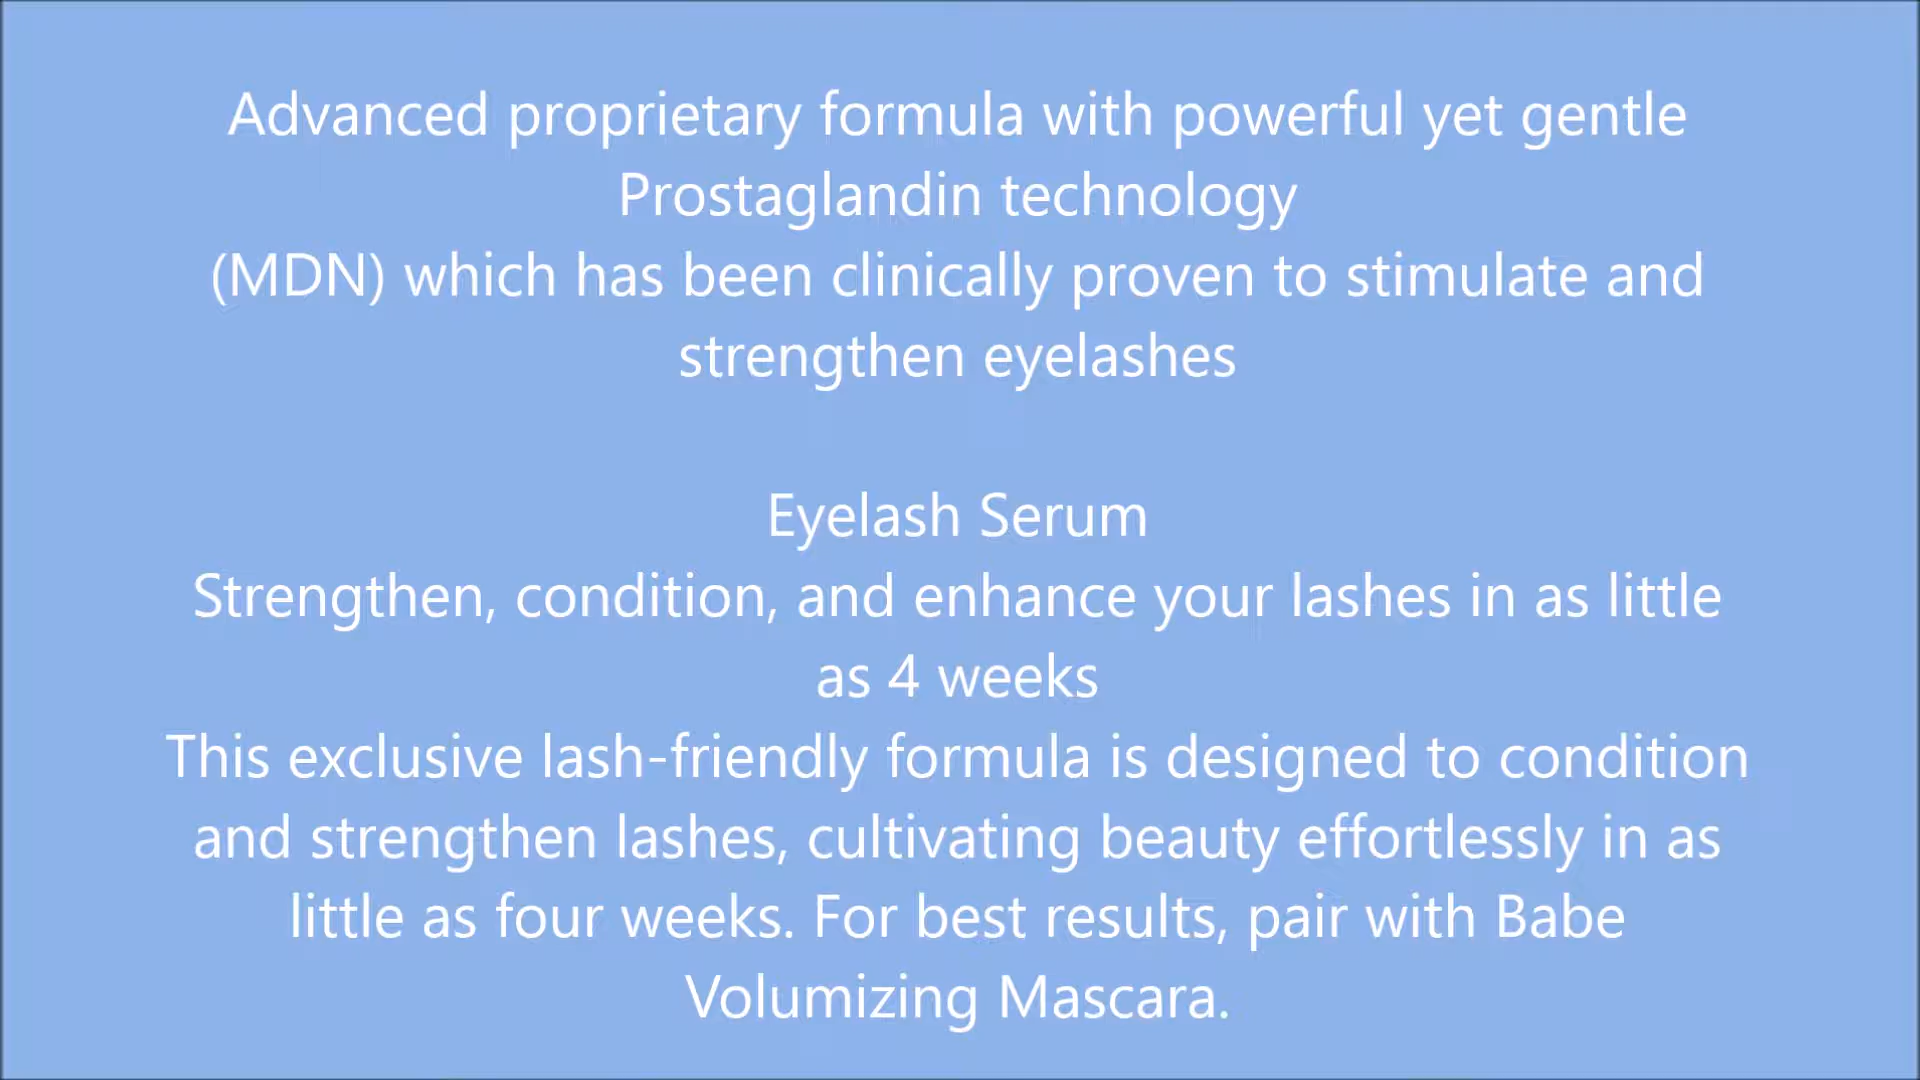 Advanced proprietary formula with powerful yet gentle
Prostaglandin technology
(MDN) which has been clinically proven to stimulate and
strengthen eyelashes
Eyelash Serum
Strengthen, condition, and enhance your lashes in as little
as 4 weeks
This exclusive lash-friendly formula is designed to condition
and strengthen lashes, cultivating beauty effortlessly in as
little as four weeks. For best results, pair with Babe
Volumizing Mascara.